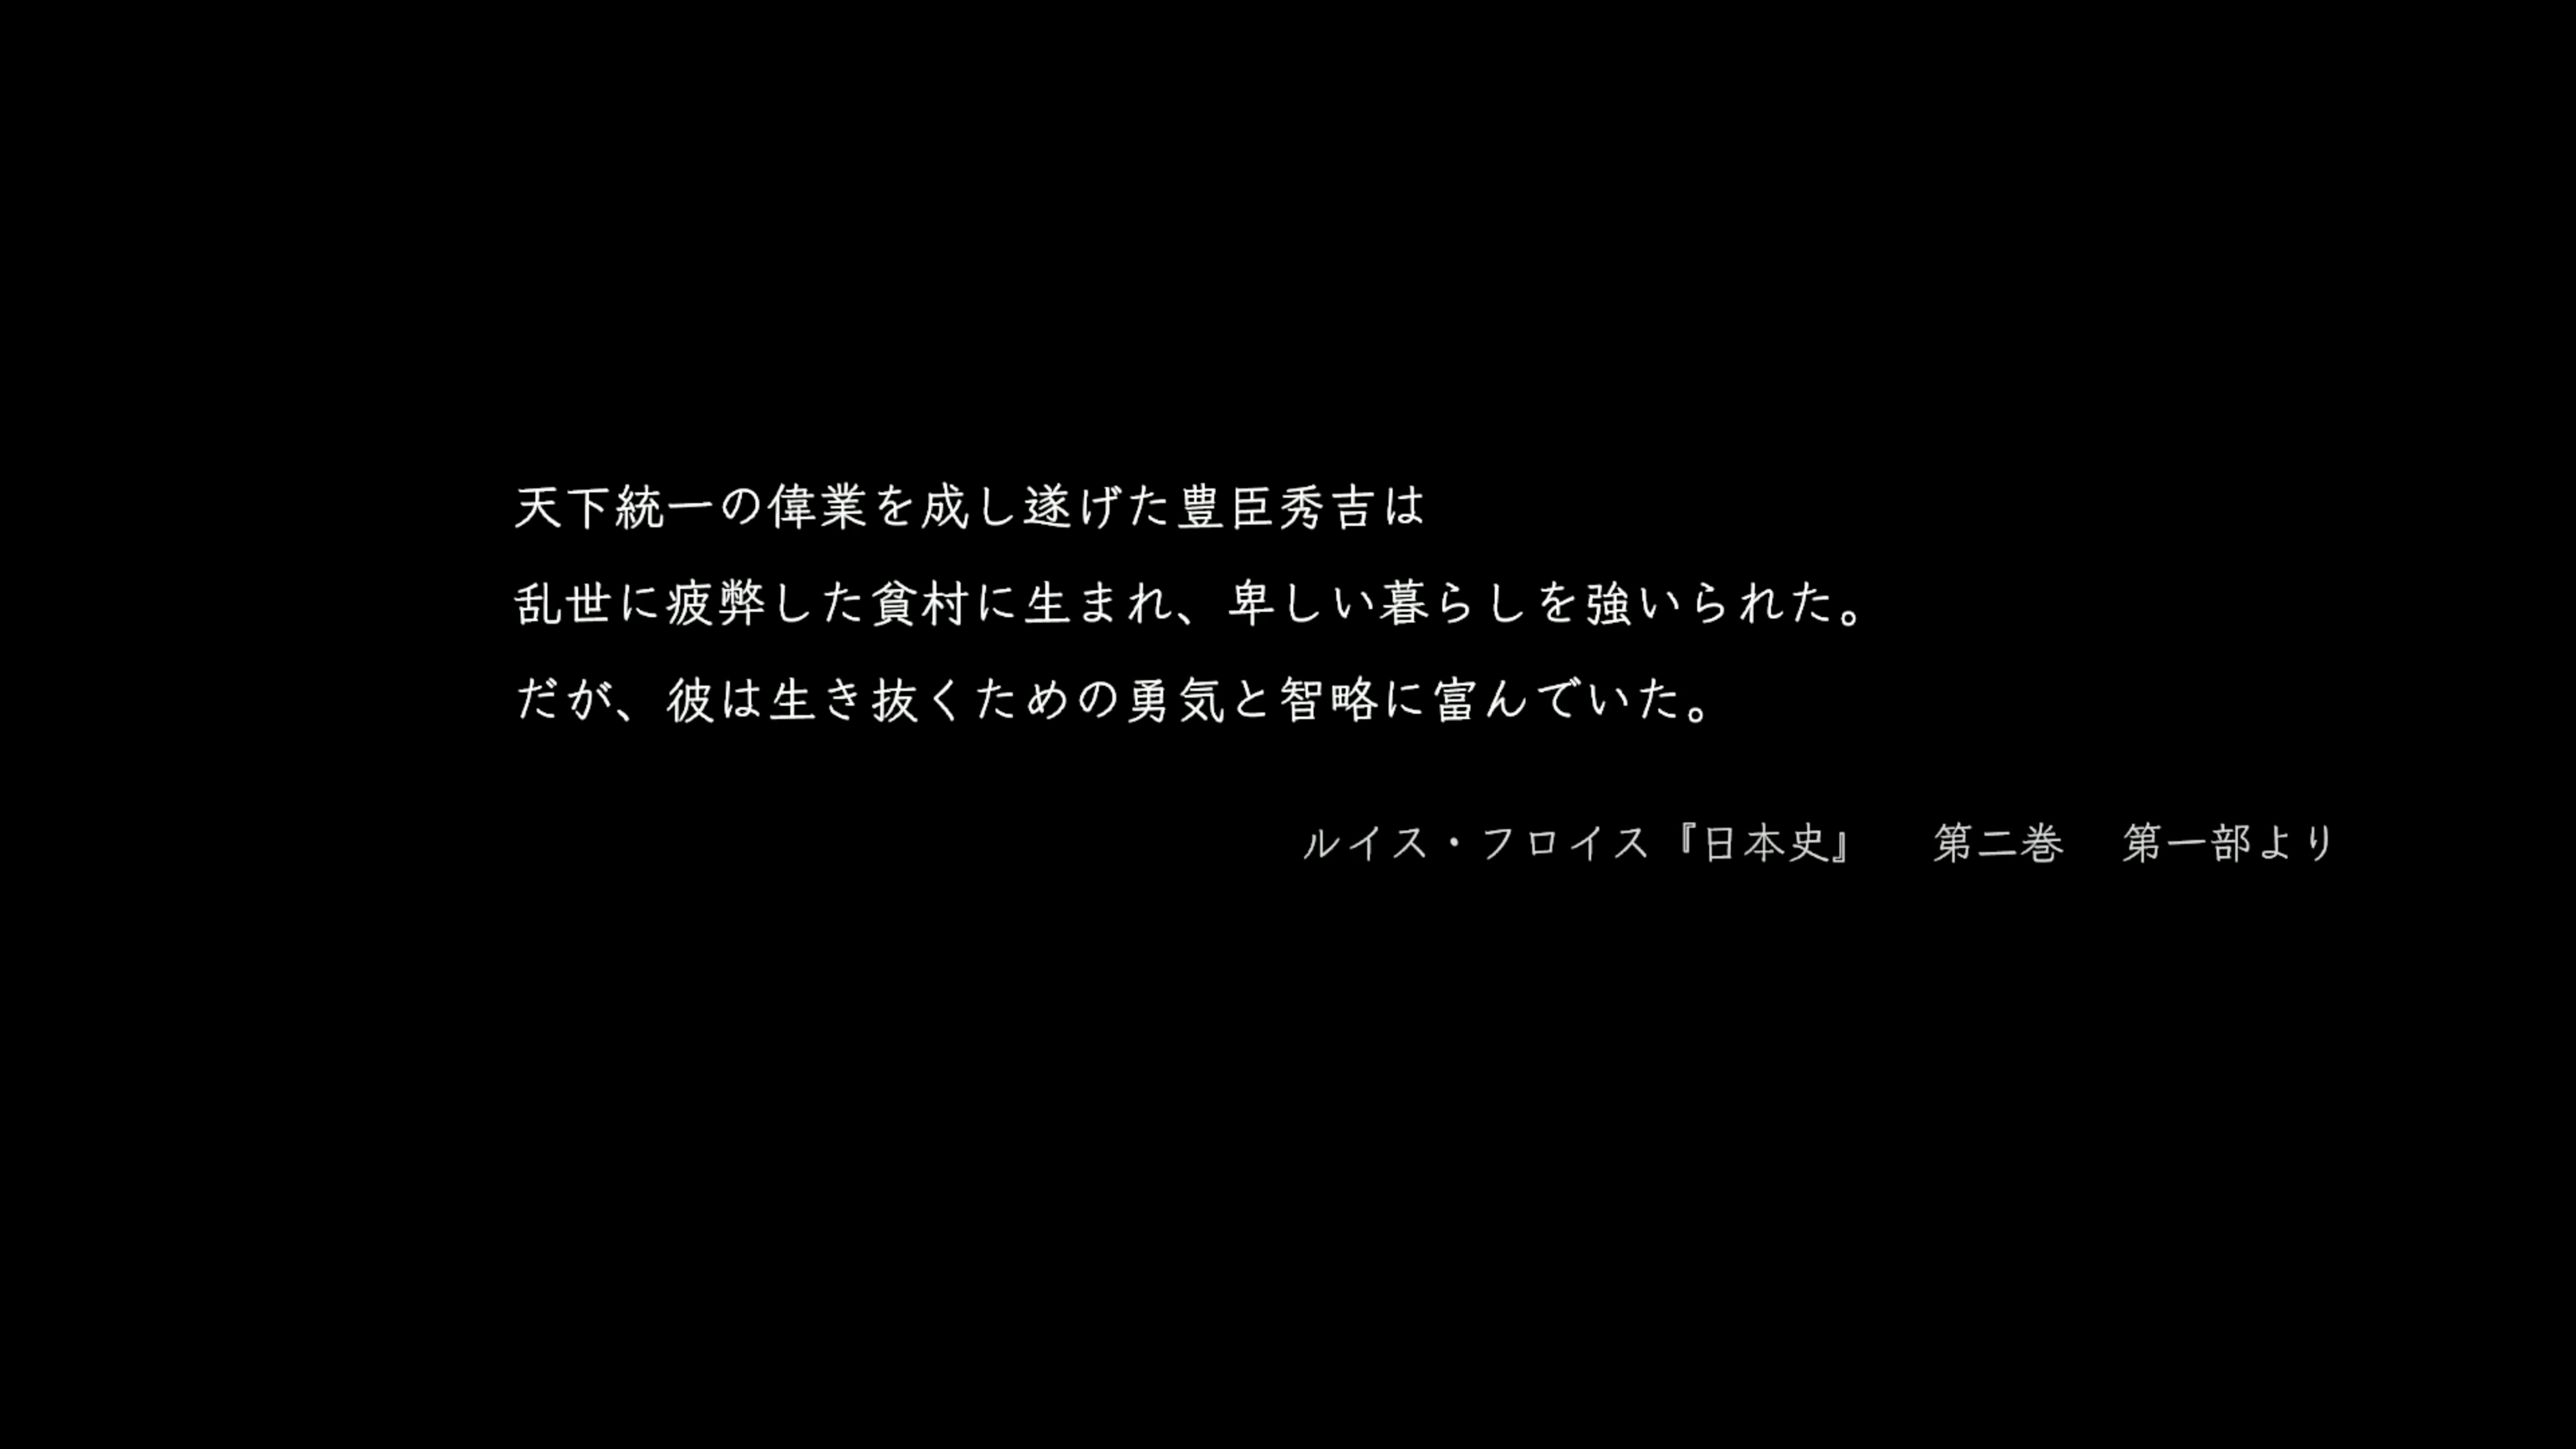 天下統一の偉業を成し遂げた豊臣秀吉は
乱世に疲弊した貧村に生まれ、卑しい暮らしを強いられた。
だが、彼は生き抜くための勇気と智略に富んでいた。
ルイス・フロイス『日本史』　第二巻　第一部より